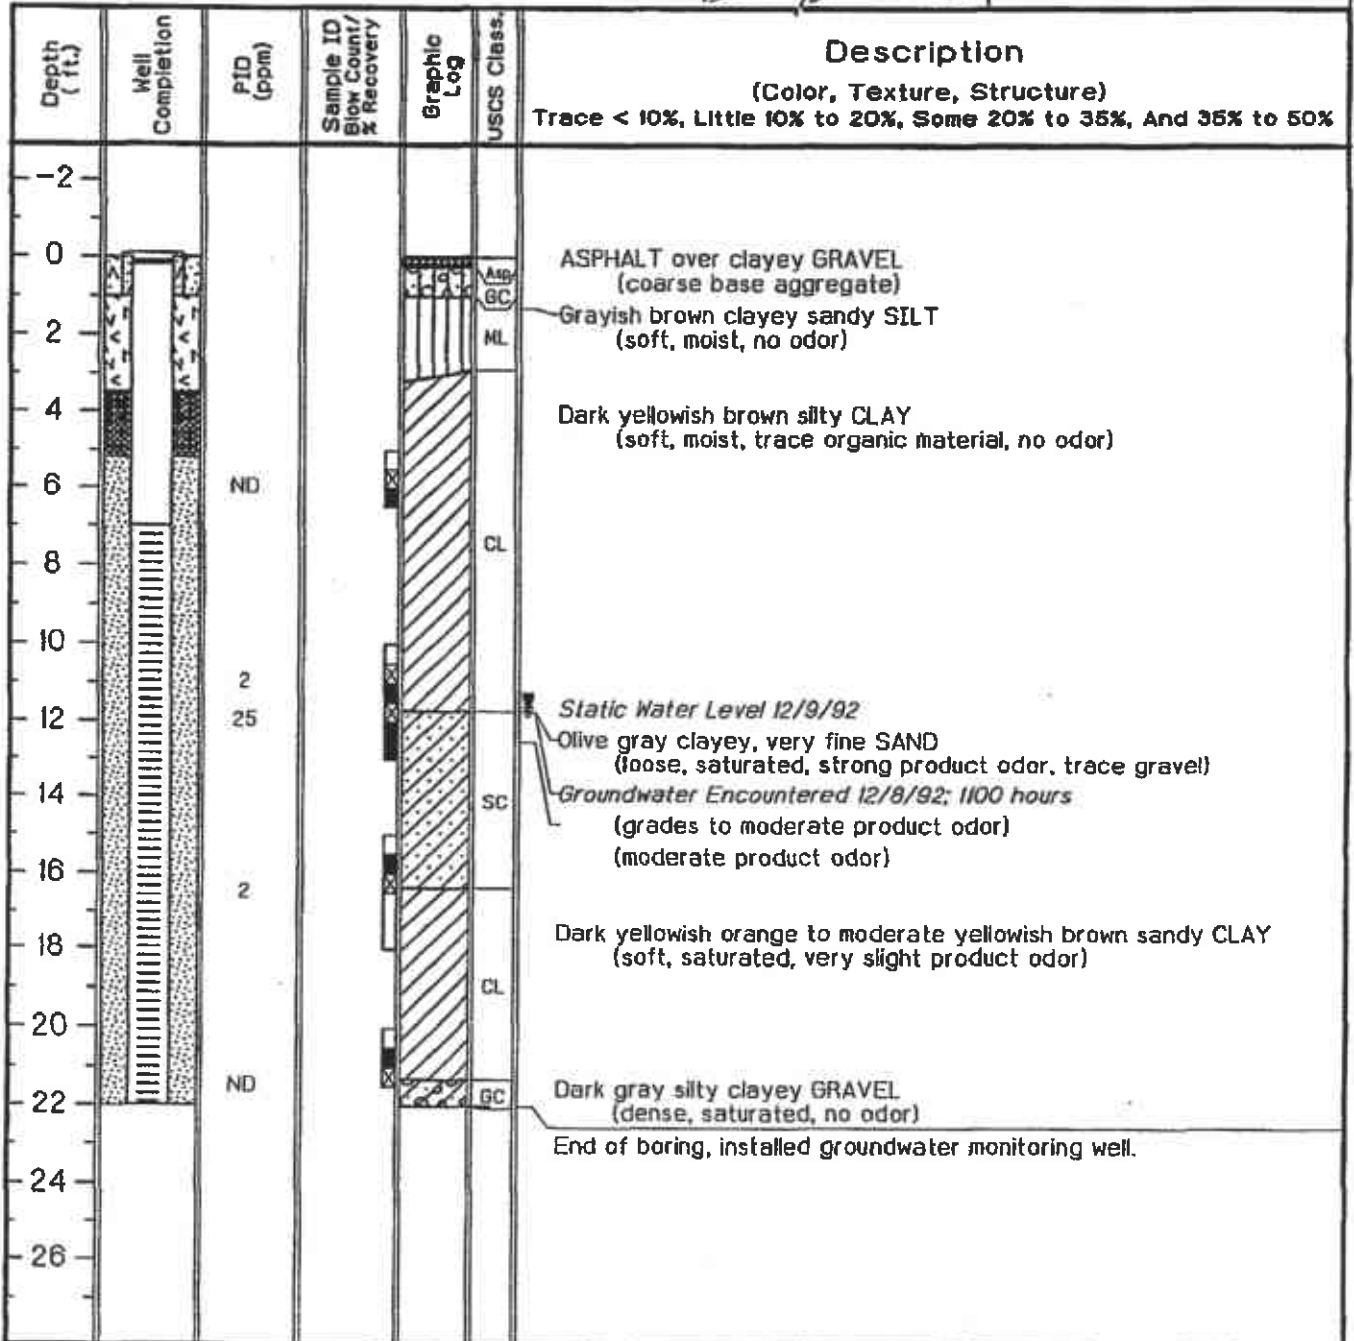 Depth (ft.)
Well Completion
PID (ppm)
Sample ID Blow Count/ % Recovery
Graphic Log
USCS Class.
Description
(Color, Texture, Structure)
Trace < 10%, Little 10% to 20%, Some 20% to 35%, And 35% to 50%
-2
0
ASPHALT over clayey GRAVEL
Asp
(coarse base aggregate)
GC
Grayish brown clayey sandy SILT
2
ML
(soft, moist, no odor)
4
Dark yellowish brown silty CLAY
(soft, moist, trace organic material, no odor)
6
ND
CL
8
10
2
Static Water Level 12/9/92
12
25
Olive gray clayey, very fine SAND
(loose, saturated, strong product odor, trace gravel)
14
SC
Groundwater Encountered 12/8/92; 1100 hours
(grades to moderate product odor)
(moderate product odor)
16
2
Dark yellowish orange to moderate yellowish brown sandy CLAY
18
(soft, saturated, very slight product odor)
CL
20
ND
Dark gray silty clayey GRAVEL
22
GC
(dense, saturated, no odor)
End of boring, installed groundwater monitoring well.
24
26